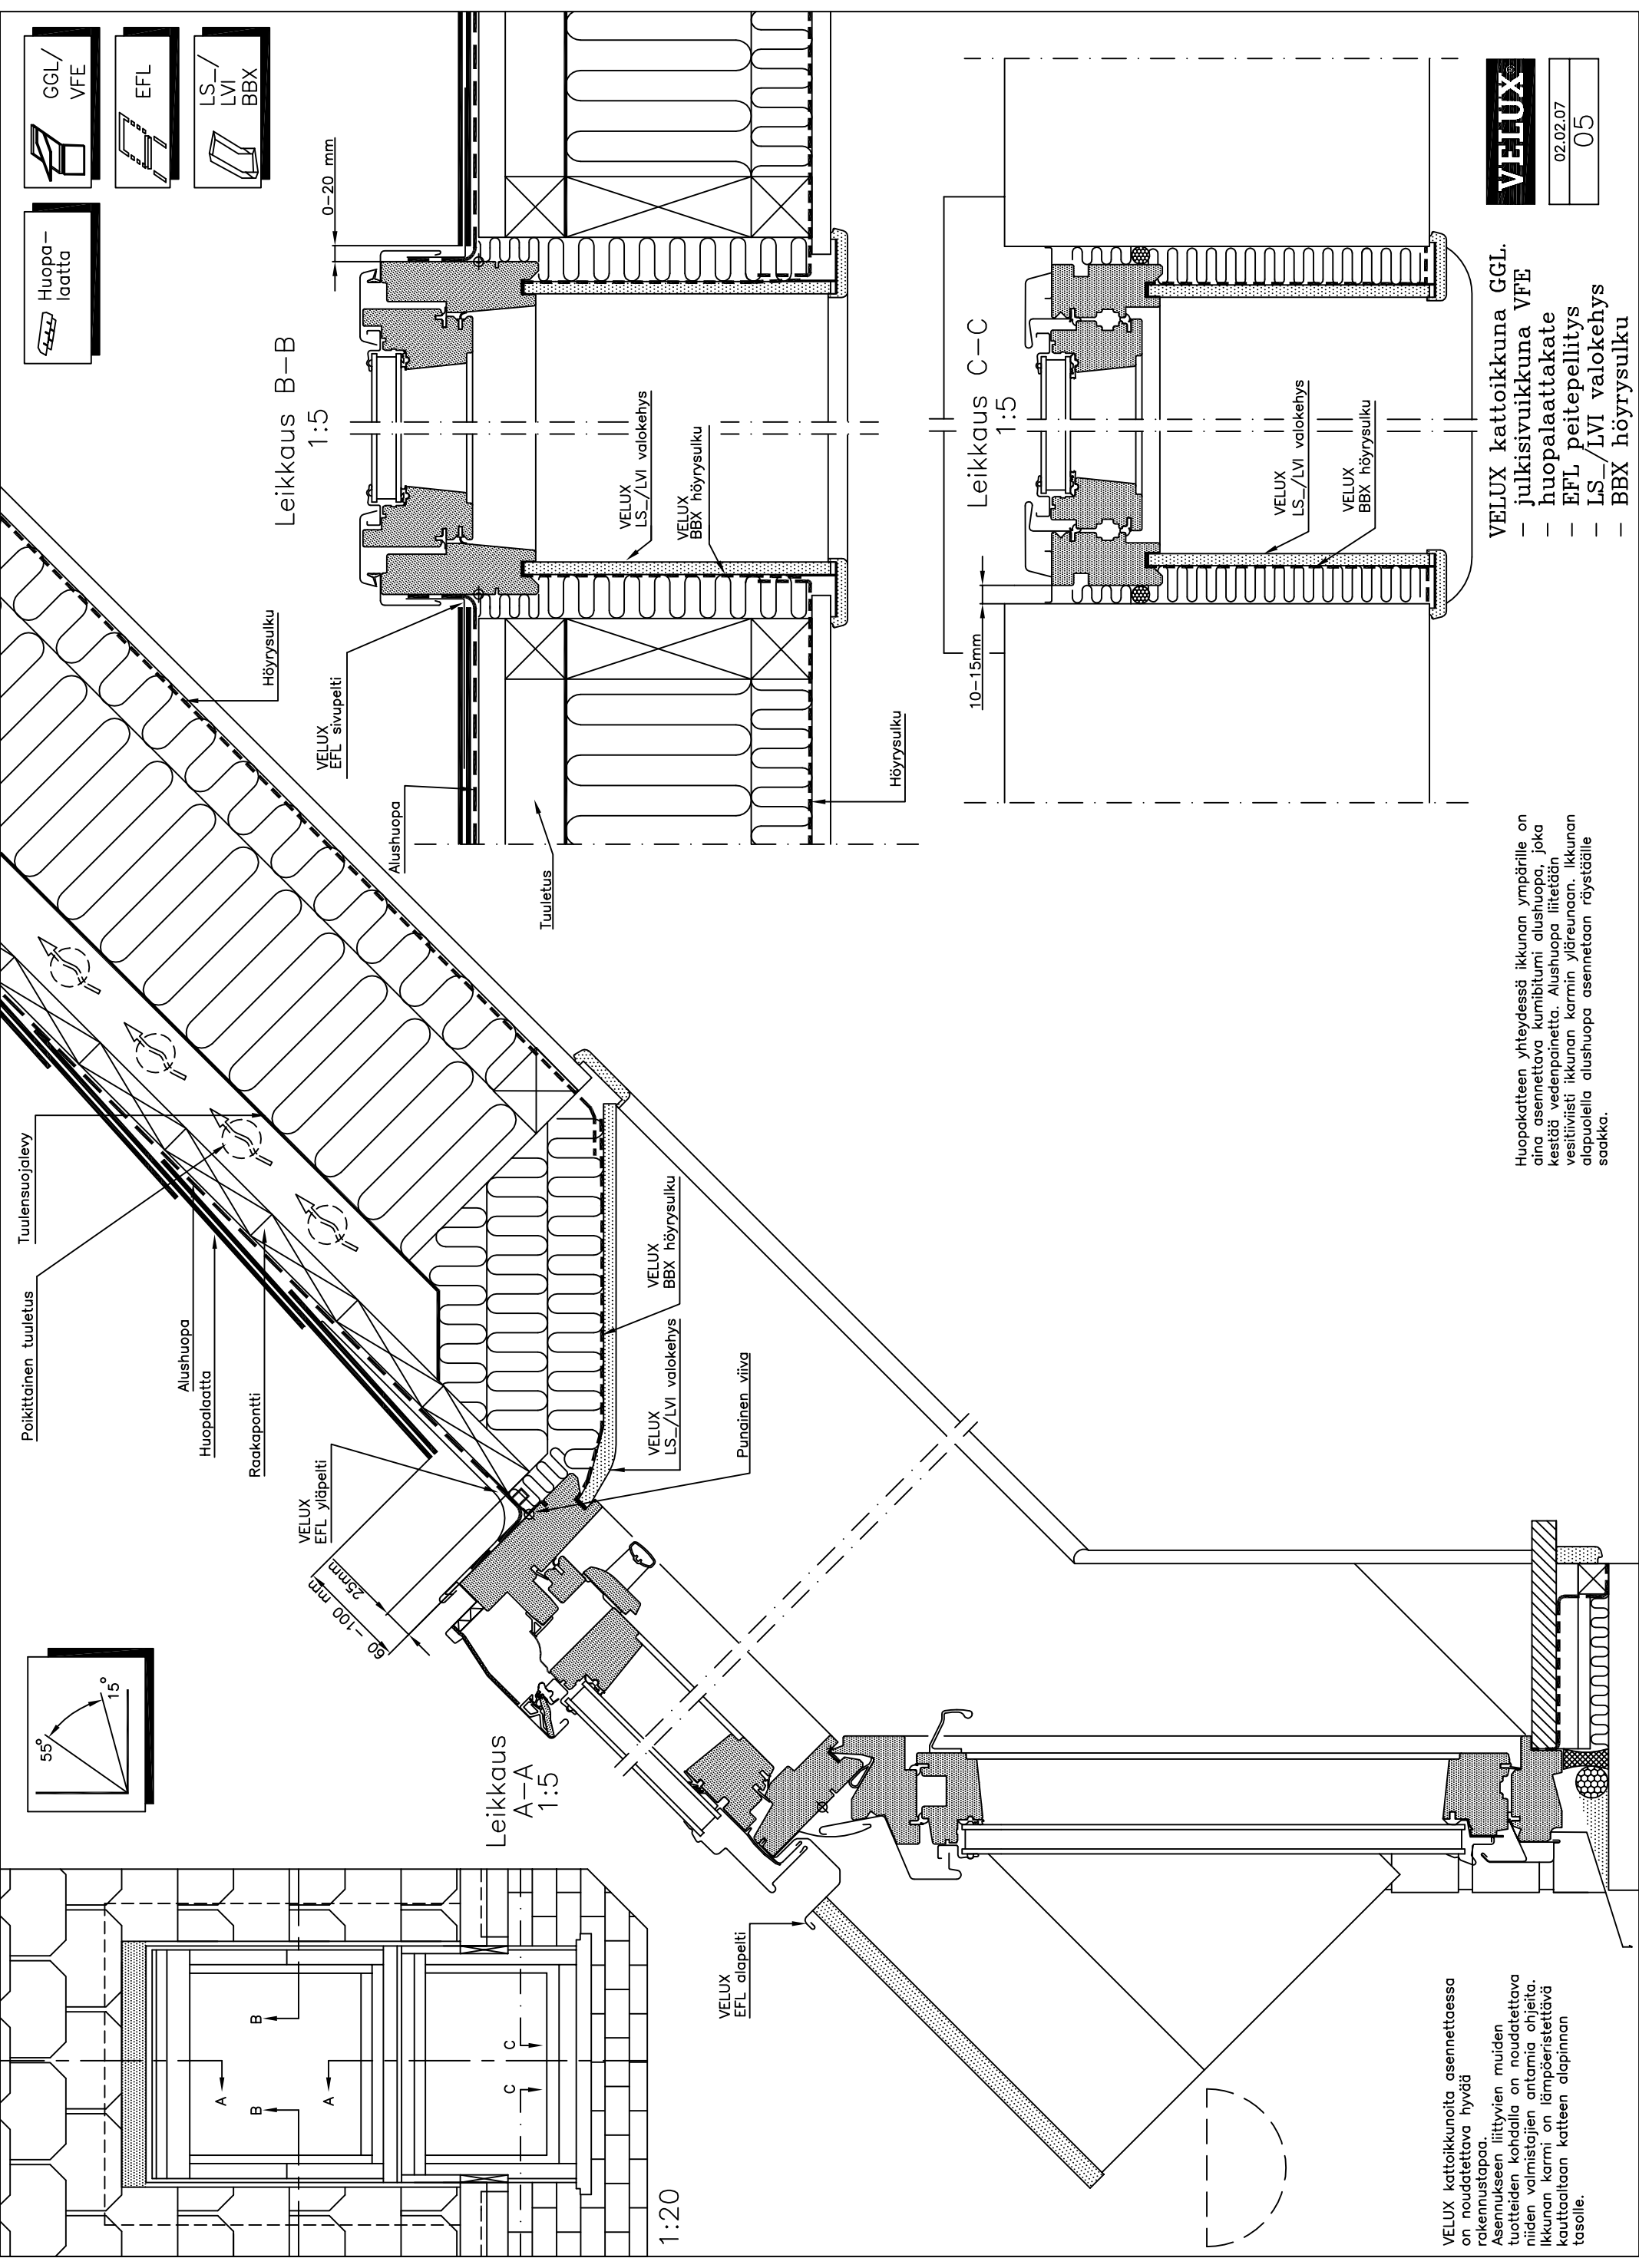 55°
15°
Huopa-
laatta
GGL/
VFE
EFL
LS_/
LVI
BBX
Poikittainen tuuletus
Tuulensuojalevy
Alushuopa
Huopalaatta
Raakapontti
VELUX
EFL yläpelti
60-100 mm
25mm
Höyrysulku
Leikkaus
A-A
1:5
VELUX
LS_/LVI valokehys
VELUX
BBX höyrysulku
Punainen viiva
VELUX
EFL alapelti
A
A
B
B
C
C
1:20
Leikkaus B-B
1:5
0-20 mm
VELUX
EFL sivupelti
Alushuopa
Tuuletus
VELUX
LS_/LVI valokehys
VELUX
BBX höyrysulku
Höyrysulku
Leikkaus C-C
1:5
10-15mm
VELUX
LS_/LVI valokehys
VELUX
BBX höyrysulku
VELUX kattoikkunoita asennettaessa
on noudatettava hyvää
rakennustapaa.
Asennukseen liittyvien muiden
tuotteiden kohdalla on noudatettava
niiden valmistajien antamia ohjeita.
Ikkunan karmi on lämpöeristettävä
kauttaaltaan katteen alapinnan
tasolle.
Huopakatteen yhteydessä ikkunan ympärille on
aina asennettava kumibitumi alushuopa, joka
kestää vedenpainetta. Alushuopa liitetään
vesitiiviisti ikkunan karmin yläreunaan. Ikkunan
alapuolella alushuopa asennetaan räystäälle
saakka.
VELUX kattoikkuna GGL.
- julkisivuikkuna VFE
- huopalaattakate
- EFL peitepellitys
- LS_/LVI valokehys
- BBX höyrysulku
VELUX®
02.02.07
05